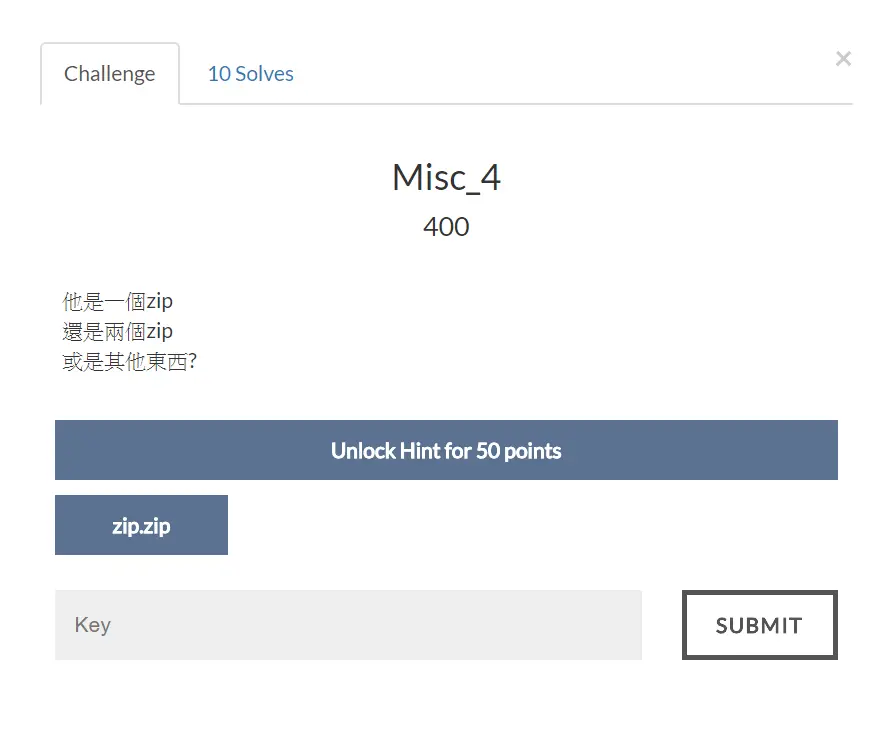 Challenge
10 Solves
×
Misc_4
400
他是一個zip
還是兩個zip
或是其他東西?
Unlock Hint for 50 points
zip.zip
Key
SUBMIT